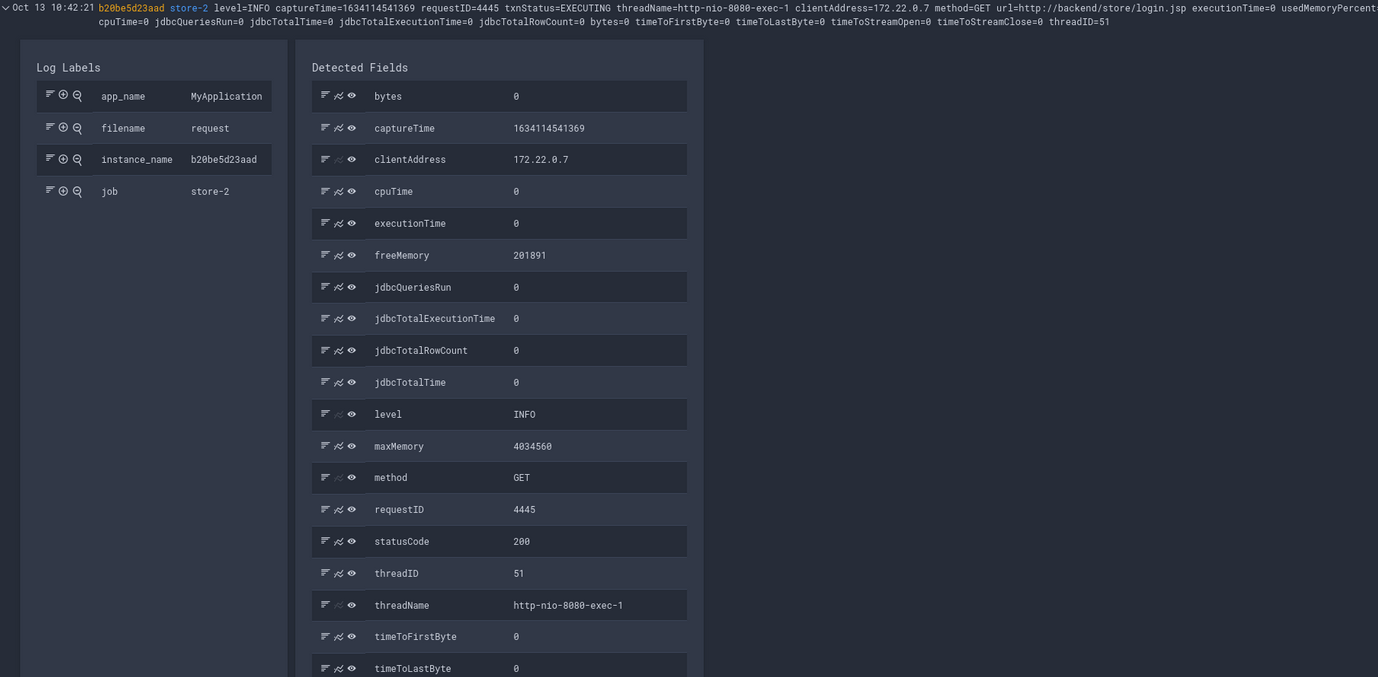 Oct 13 10:42:21 b20be5d23aad store-2 level=INFO captureTime=1634114541369 requestID=4445 txnStatus=EXECUTING threadName=http-nio-8080-exec-1 clientAddress=172.22.0.7 method=GET url=http://backend/store/login.jsp executionTime=0 usedMemoryPercent
cpuTime=0 jdbcQueriesRun=0 jdbcTotalTime=0 jdbcTotalExecutionTime=0 jdbcTotalRowCount=0 bytes=0 timeToFirstByte=0 timeToLastByte=0 timeToStreamOpen=0 timeToStreamClose=0 threadID=51
Log Labels
app_name MyApplication
filename request
instance_name b20be5d23aad
job store-2
Detected Fields
bytes 0
captureTime 1634114541369
clientAddress 172.22.0.7
cpuTime 0
executionTime 0
freeMemory 201891
jdbcQueriesRun 0
jdbcTotalExecutionTime 0
jdbcTotalRowCount 0
jdbcTotalTime 0
level INFO
maxMemory 4034560
method GET
requestID 4445
statusCode 200
threadID 51
threadName http-nio-8080-exec-1
timeToFirstByte 0
timeToLastByte 0